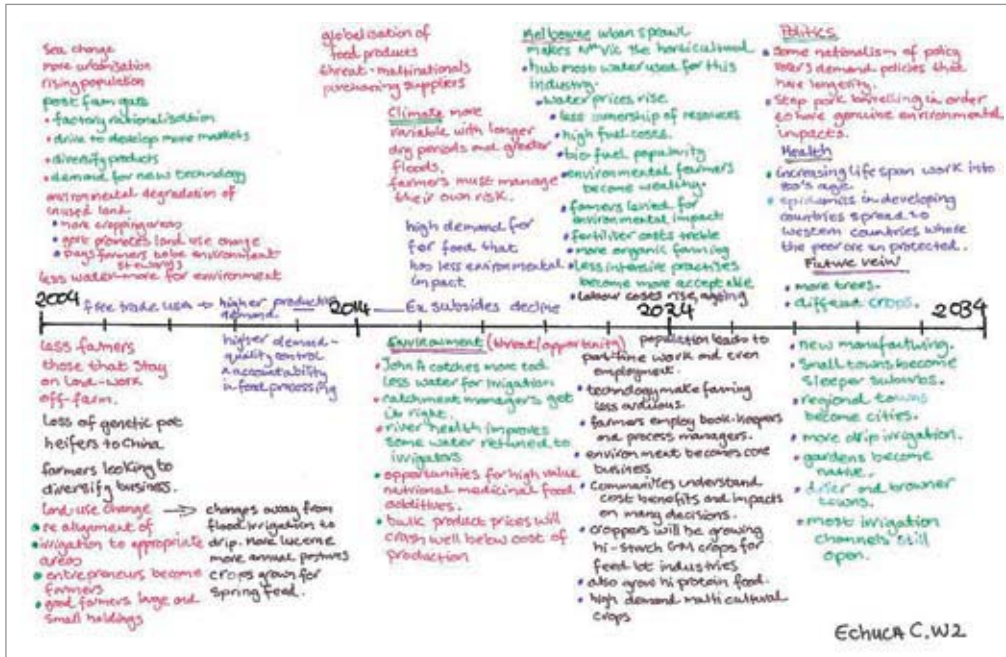 Sea change
more urbanisation
rising population
post farm gate
• factory rationalisation
• drive to develop more markets
• diversify products
• demand for new technology
environmental degradation of
unused land
• more cropping areas
• govt promotes land use change
• pays farmers to be environment
stewards
less water - more for environment
globalisation of
food products
threat - multinationals
purchasing suppliers
Climate more
variable with longer
dry periods and greater
floods.
farmers must manage
their own risk.
high demand for
for food that
has less environmental
impact.
Melbourne urban sprawl
makes Nth Vic the horticultural
• hub most water used for this
industry.
• water prices rise
• less ownership of resources
• high fuel costs.
• bio fuel popularity
• environmental farmers
become wealthy.
• farmers levied for
environmental impact
• fertiliser costs treble
• more organic farming
• Less intensive practises
become more acceptable
• Labour costs rise, ageing
Politics
• Some nationalism of policy
voters demand policies that
have longevity.
• Stop pork barrelling in order
to have genuine environmental
impacts.
Health
• increasing lifespan work into
80's age.
• epidemics in developing
countries spread to
western countries where
the poor are unprotected.
Future view
• more trees.
• different crops.
2004 free trade USA → higher production
demand.
2014 Ex subsides decline
2024
2034
less farmers
those that stay
on land - work
off-farm.
Loss of genetic pot
heifers to China
farmers looking to
diversify business.
Land use change →
• re alignment of
• irrigation to appropriate
areas
• entrepreneurs become
farmers
• good farmers large and
small holdings
changes away from
flood irrigation to
drip. More lucerne
more annual pastures
crops grown for
Spring feed.
higher demand -
quality control
& accountability
in food processing
Environment (threat/opportunity)
• John A catches more cod
less water for irrigation
• catchment managers get
it right.
• river health improves
some water returned to
irrigators
• opportunities for high value
nutritional medicinal food
additives.
• bulk product prices will
crash well below cost of
production
population leads to
part-time work and even
employment.
• technology make farming
less arduous.
• farmers employ book-keepers
and process managers.
• environment becomes core
business
• Communities understand
cost benefits and impacts
on many decisions.
• croppers will be growing
hi-starch GM crops for
feed lot industries
• also grow hi protein food.
• high demand multi cultural
crops
• new manufacturing.
• Small towns become
sleeper suburbs.
• regional towns
become cities.
• more drip irrigation.
• gardens become
native.
• drier and browner
towns.
• most irrigation
channels still
open.
ECHUCA C.W2